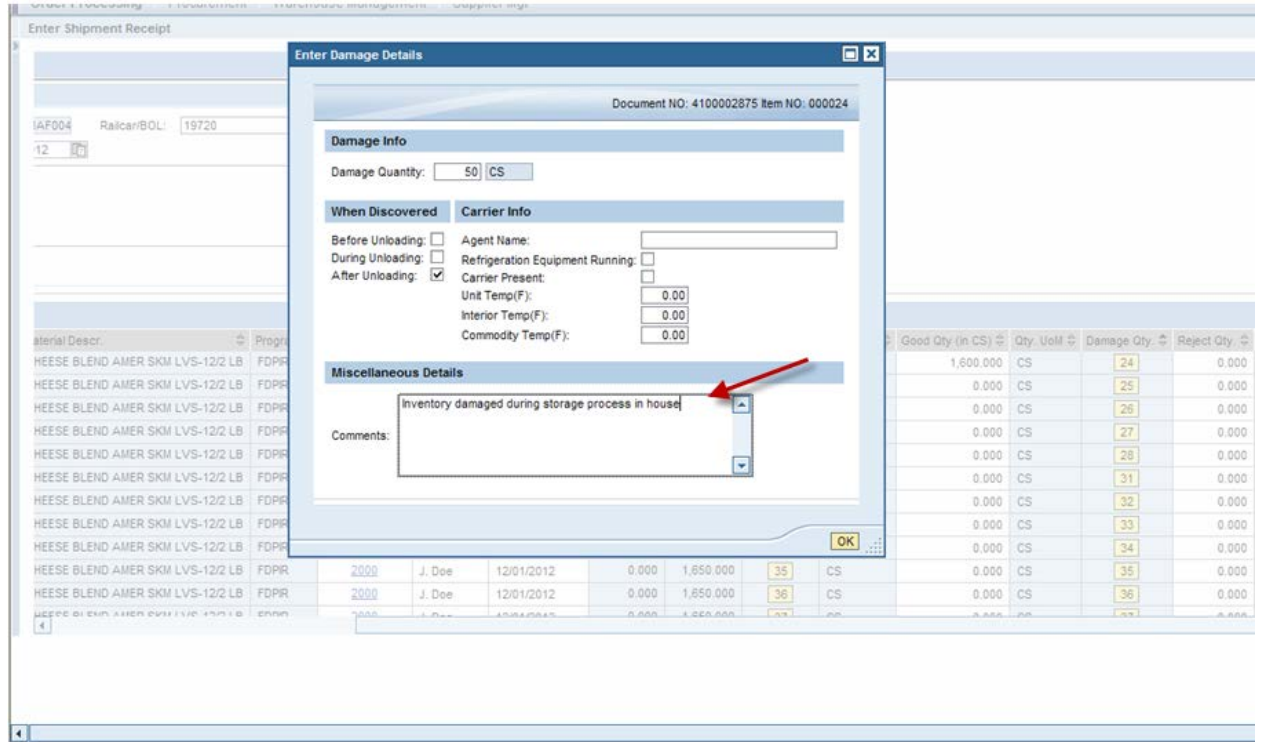 Order Processing Procurement Warehouse Management Supplier Mgt
Enter Shipment Receipt
Enter Damage Details
Document NO: 4100002875 Item NO: 000024
Railcar/BOL: 19720
Damage Info
Damage Quantity: 50 CS
When Discovered Carrier Info
Before Unloading: Agent Name:
During Unloading: Refrigeration Equipment Running:
After Unloading: Carrier Present:
Unit Temp(F): 0.00
Interior Temp(F): 0.00
Commodity Temp(F): 0.00
Miscellaneous Details
Inventory damaged during storage process in house
Comments:
OK
aterial Descr. Progra Good Qty (in CS) Qty. UoM Damage Qty. Reject Qty.
HEESE BLEND AMER SKM LVS-12/2 LB FDPIR 1,600.000 CS 24 0.000
HEESE BLEND AMER SKM LVS-12/2 LB FDPIR 0.000 CS 25 0.000
HEESE BLEND AMER SKM LVS-12/2 LB FDPIR 0.000 CS 26 0.000
HEESE BLEND AMER SKM LVS-12/2 LB FDPIR 0.000 CS 27 0.000
HEESE BLEND AMER SKM LVS-12/2 LB FDPIR 0.000 CS 28 0.000
HEESE BLEND AMER SKM LVS-12/2 LB FDPIR 0.000 CS 31 0.000
HEESE BLEND AMER SKM LVS-12/2 LB FDPIR 0.000 CS 32 0.000
HEESE BLEND AMER SKM LVS-12/2 LB FDPIR 0.000 CS 33 0.000
HEESE BLEND AMER SKM LVS-12/2 LB FDPIR 0.000 CS 34 0.000
HEESE BLEND AMER SKM LVS-12/2 LB FDPIR 2000 J. Doe 12/01/2012 0.000 1,650.000 35 CS 0.000 CS 35 0.000
HEESE BLEND AMER SKM LVS-12/2 LB FDPIR 2000 J. Doe 12/01/2012 0.000 1,650.000 36 CS 0.000 CS 36 0.000